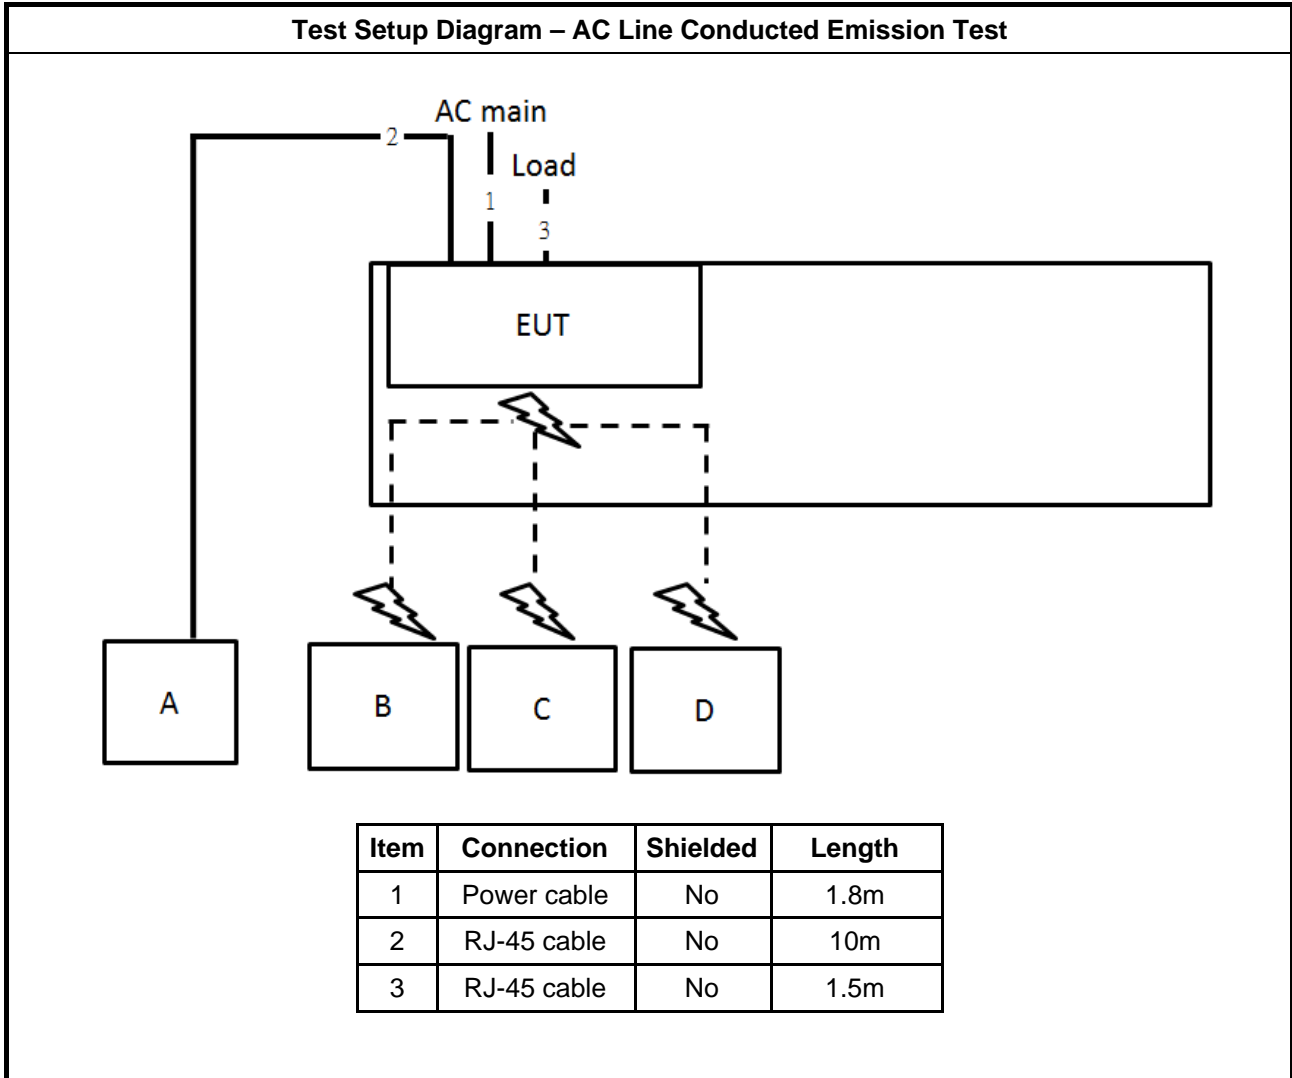 Test Setup Diagram – AC Line Conducted Emission Test
AC main
2
Load
1
3
EUT
A
B
C
D
Item Connection Shielded Length
1 Power cable No 1.8m
2 RJ-45 cable No 10m
3 RJ-45 cable No 1.5m